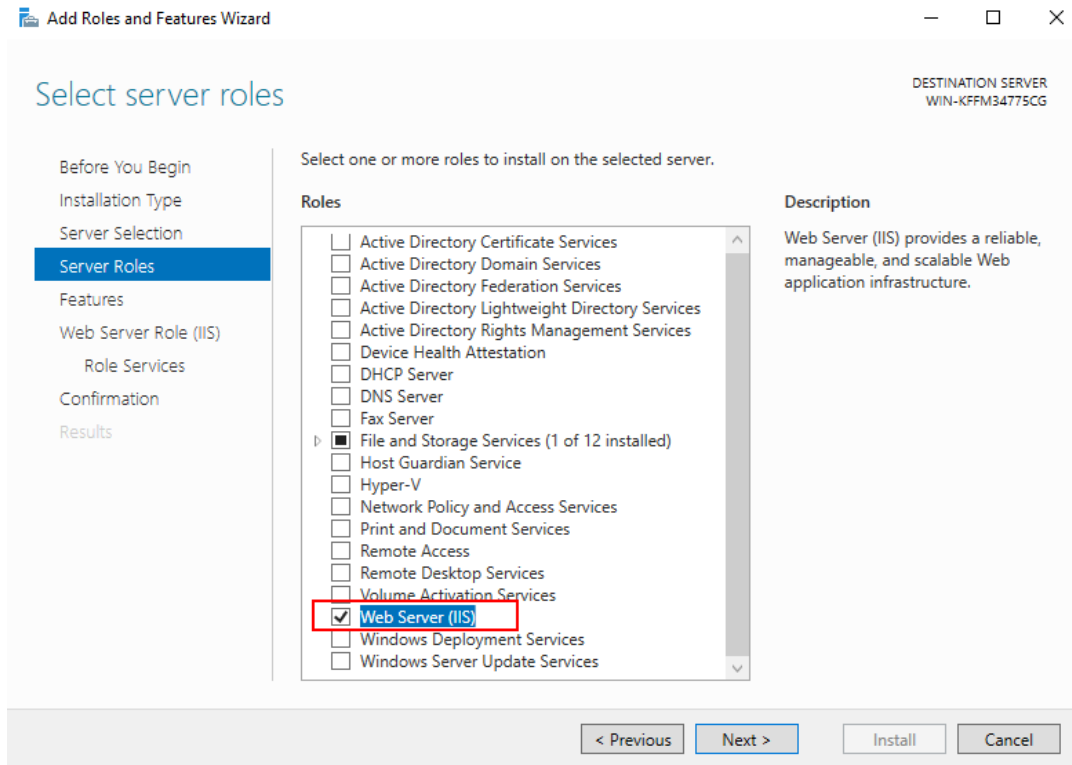 Add Roles and Features Wizard
Select server roles
DESTINATION SERVER
WIN-KFFM34775CG
Before You Begin
Installation Type
Server Selection
Server Roles
Features
Web Server Role (IIS)
Role Services
Confirmation
Results
Select one or more roles to install on the selected server.
Roles
Active Directory Certificate Services
Active Directory Domain Services
Active Directory Federation Services
Active Directory Lightweight Directory Services
Active Directory Rights Management Services
Device Health Attestation
DHCP Server
DNS Server
Fax Server
File and Storage Services (1 of 12 installed)
Host Guardian Service
Hyper-V
Network Policy and Access Services
Print and Document Services
Remote Access
Remote Desktop Services
Volume Activation Services
Web Server (IIS)
Windows Deployment Services
Windows Server Update Services
Description
Web Server (IIS) provides a reliable,
manageable, and scalable Web
application infrastructure.
< Previous
Next >
Install
Cancel